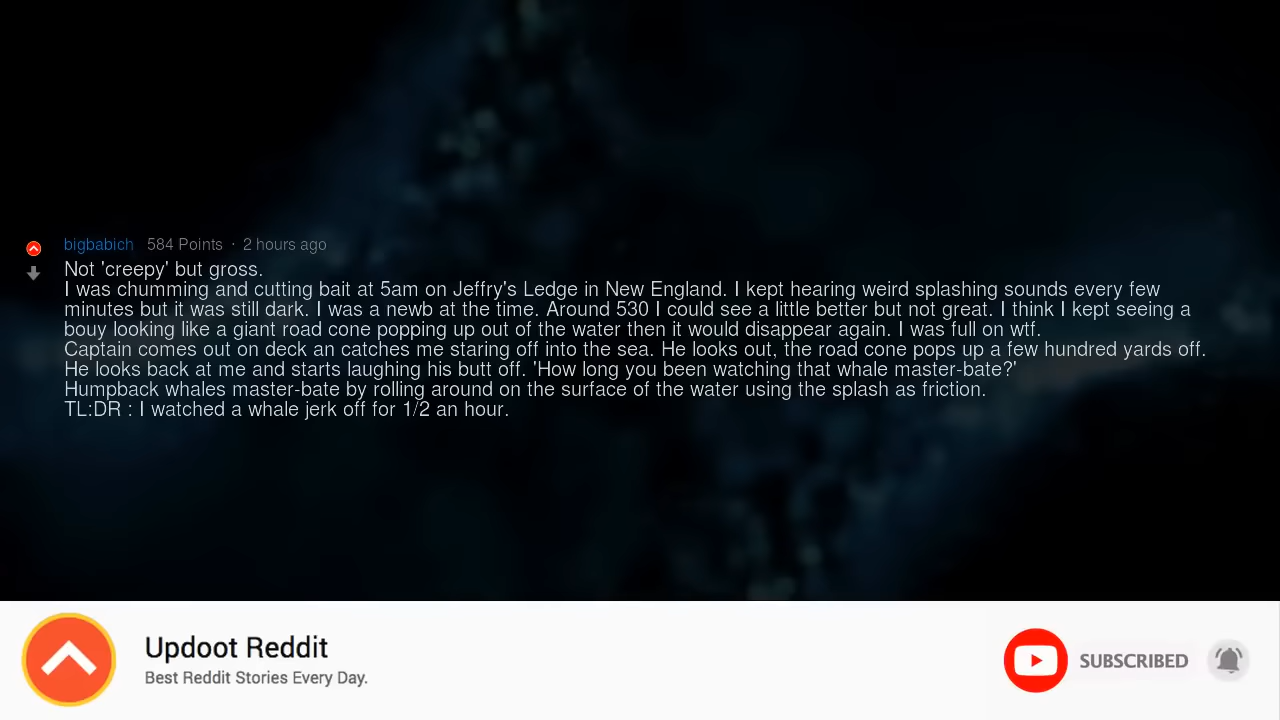 bigbabich 584 Points · 2 hours ago
Not 'creepy' but gross.
I was chumming and cutting bait at 5am on Jeffry's Ledge in New England. I kept hearing weird splashing sounds every few
minutes but it was still dark. I was a newb at the time. Around 530 I could see a little better but not great. I think I kept seeing a
bouy looking like a giant road cone popping up out of the water then it would disappear again. I was full on wtf.
Captain comes out on deck an catches me staring off into the sea. He looks out, the road cone pops up a few hundred yards off.
He looks back at me and starts laughing his butt off. 'How long you been watching that whale master-bate?'
Humpback whales master-bate by rolling around on the surface of the water using the splash as friction.
TL:DR : I watched a whale jerk off for 1/2 an hour.
Updoot Reddit
Best Reddit Stories Every Day.
SUBSCRIBED